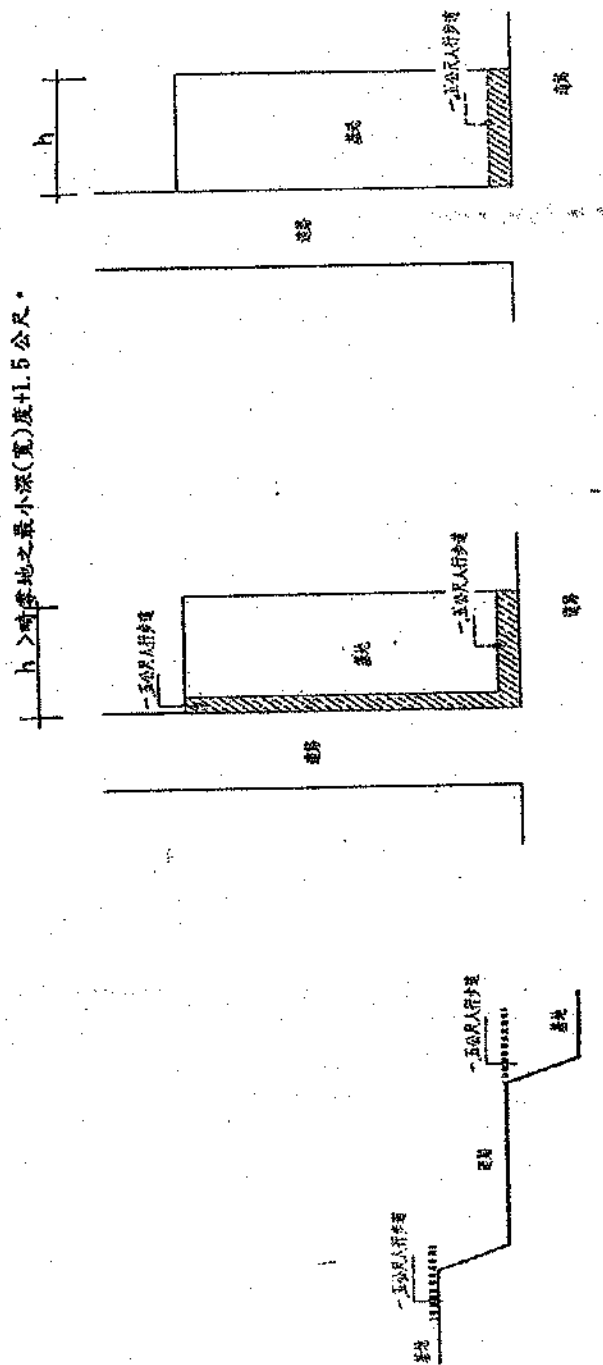 h
一.五公尺人行步道
基地
道路
道路
h >畸零地之最小深(寬)度+1.5公尺。
一.五公尺人行步道
一.五公尺人行步道
基地
道路
道路
一.五公尺人行步道
基地
道路
一.五公尺人行步道
基地